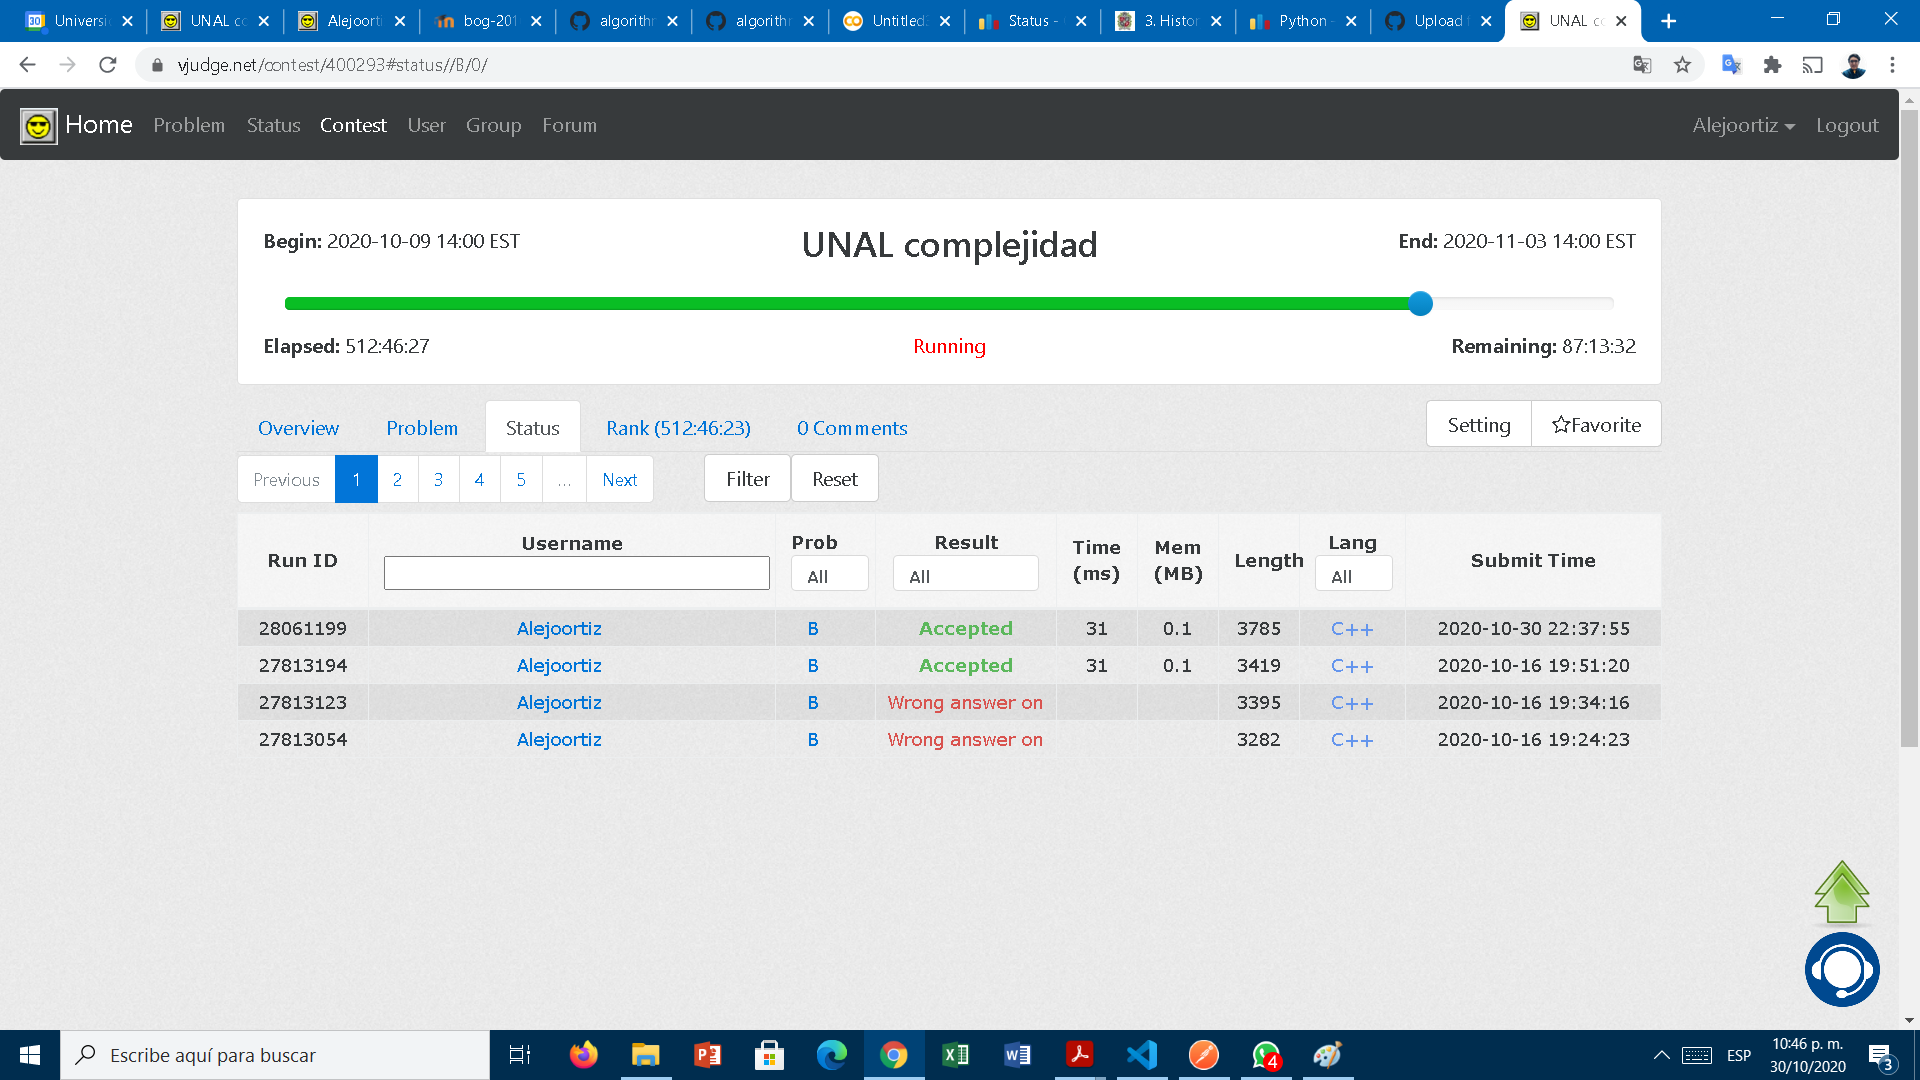 Universi
UNAL co
Alejoorti
bog-201
algorithm
algorithm
Untitled
Status -
3. Histor
Python -
Upload
UNAL co
vjudge.net/contest/400293#status//B/0/
Home Problem Status Contest User Group Forum Alejoortiz Logout
Begin: 2020-10-09 14:00 EST UNAL complejidad End: 2020-11-03 14:00 EST
Elapsed: 512:46:27 Running Remaining: 87:13:32
Overview Problem Status Rank (512:46:23) 0 Comments Setting ☆Favorite
Previous 1 2 3 4 5 ... Next Filter Reset
Run ID Username Prob Result Time (ms) Mem (MB) Length Lang Submit Time
All All All
28061199 Alejoortiz B Accepted 31 0.1 3785 C++ 2020-10-30 22:37:55
27813194 Alejoortiz B Accepted 31 0.1 3419 C++ 2020-10-16 19:51:20
27813123 Alejoortiz B Wrong answer on 3395 C++ 2020-10-16 19:34:16
27813054 Alejoortiz B Wrong answer on 3282 C++ 2020-10-16 19:24:23
Escribe aquí para buscar
4
ESP
10:46 p. m.
30/10/2020
3